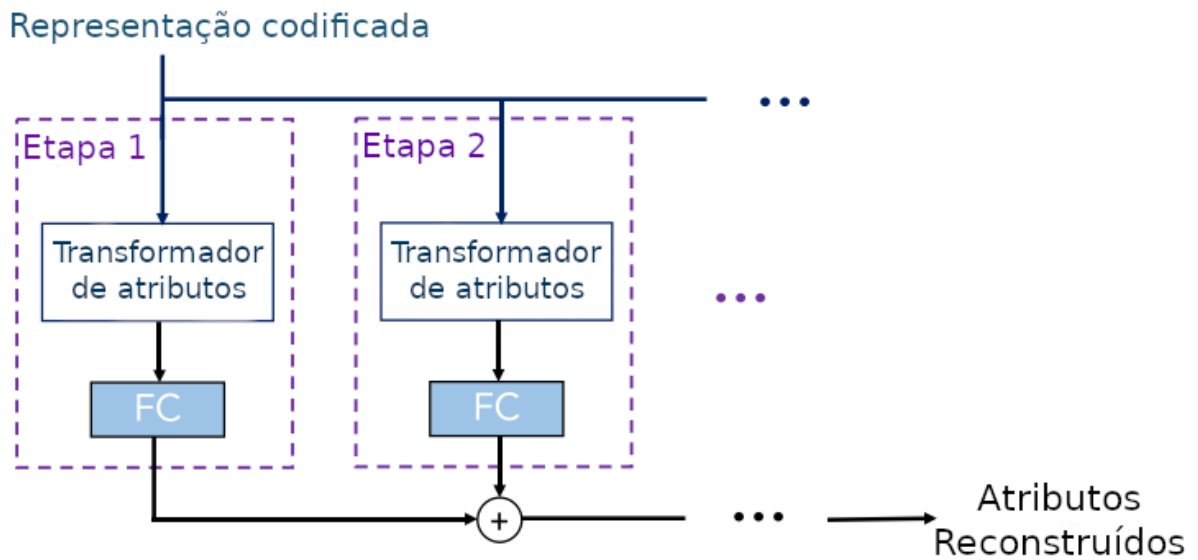 Representação codificada
Etapa 1
Etapa 2
Transformador
de atributos
Transformador
de atributos
FC
FC
+
Atributos
Reconstruídos